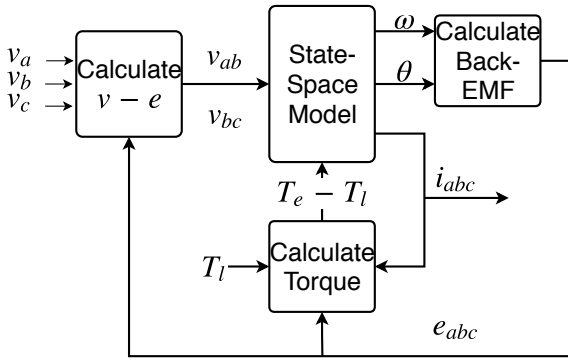 v_a
v_b
v_c
Calculate
v − e
v_ab
v_bc
State-
Space
Model
ω
θ
Calculate
Back-
EMF
i_abc
T_e − T_l
T_l
Calculate
Torque
e_abc